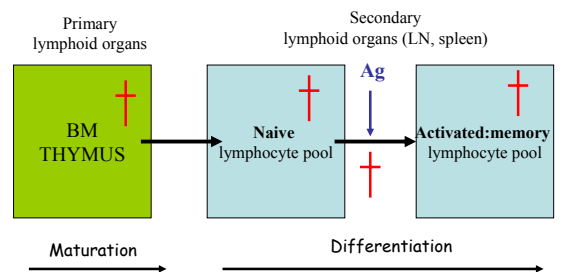 Primary
lymphoid organs
Secondary
lymphoid organs (LN, spleen)
Ag
BM
THYMUS
Naive
lymphocyte pool
Activated:memory
lymphocyte pool
Maturation
Differentiation